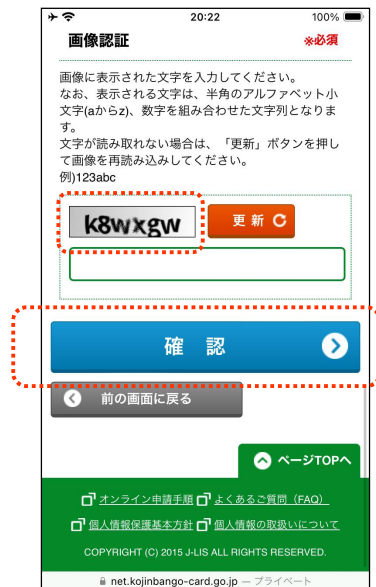 20:22
100%
画像認証
※必須
画像に表示された文字を入力してください。
なお、表示される文字は、半角のアルファベット小
文字(aからz)、数字を組み合わせた文字列となりま
す。
文字が読み取れない場合は、「更新」ボタンを押し
て画像を再読み込みしてください。
例)123abc
k8wxgw
更 新
確 認
前の画面に戻る
ページTOPへ
オンライン申請手順 よくあるご質問（FAQ）
個人情報保護基本方針 個人情報の取扱いについて
COPYRIGHT (C) 2015 J-LIS ALL RIGHTS RESERVED.
net.kojinbango-card.go.jp — プライベート